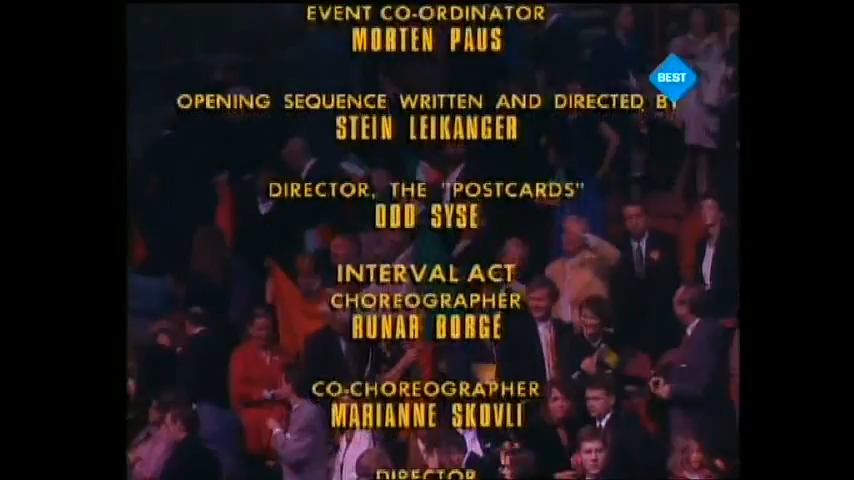 EVENT CO-ORDINATOR
MORTEN PAUS
BEST
OPENING SEQUENCE WRITTEN AND DIRECTED BY
STEIN LEIKANGER
DIRECTOR, THE "POSTCARDS"
ODD SYSE
INTERVAL ACT
CHOREOGRAPHER
RUNAR BORGE
CO-CHOREOGRAPHER
MARIANNE SKOVLI
DIRECTOR